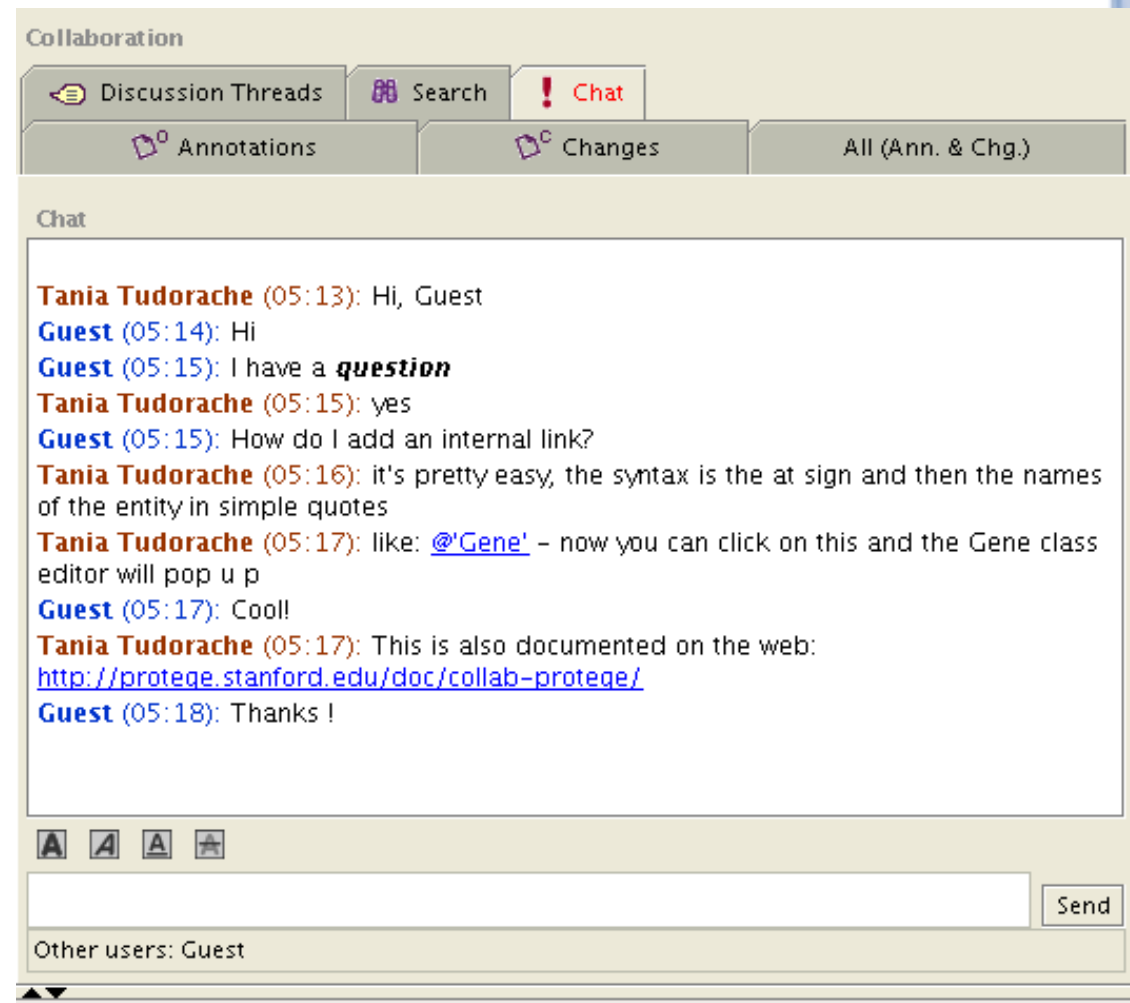 Collaboration
Discussion Threads
Search
Chat
Annotations
Changes
All (Ann. & Chg.)
Chat
Tania Tudorache (05:13): Hi, Guest
Guest (05:14): Hi
Guest (05:15): I have a question
Tania Tudorache (05:15): yes
Guest (05:15): How do I add an internal link?
Tania Tudorache (05:16): it's pretty easy, the syntax is the at sign and then the names
of the entity in simple quotes
Tania Tudorache (05:17): like: @'Gene' – now you can click on this and the Gene class
editor will pop u p
Guest (05:17): Cool!
Tania Tudorache (05:17): This is also documented on the web:
http://protege.stanford.edu/doc/collab-protege/
Guest (05:18): Thanks !
Send
Other users: Guest